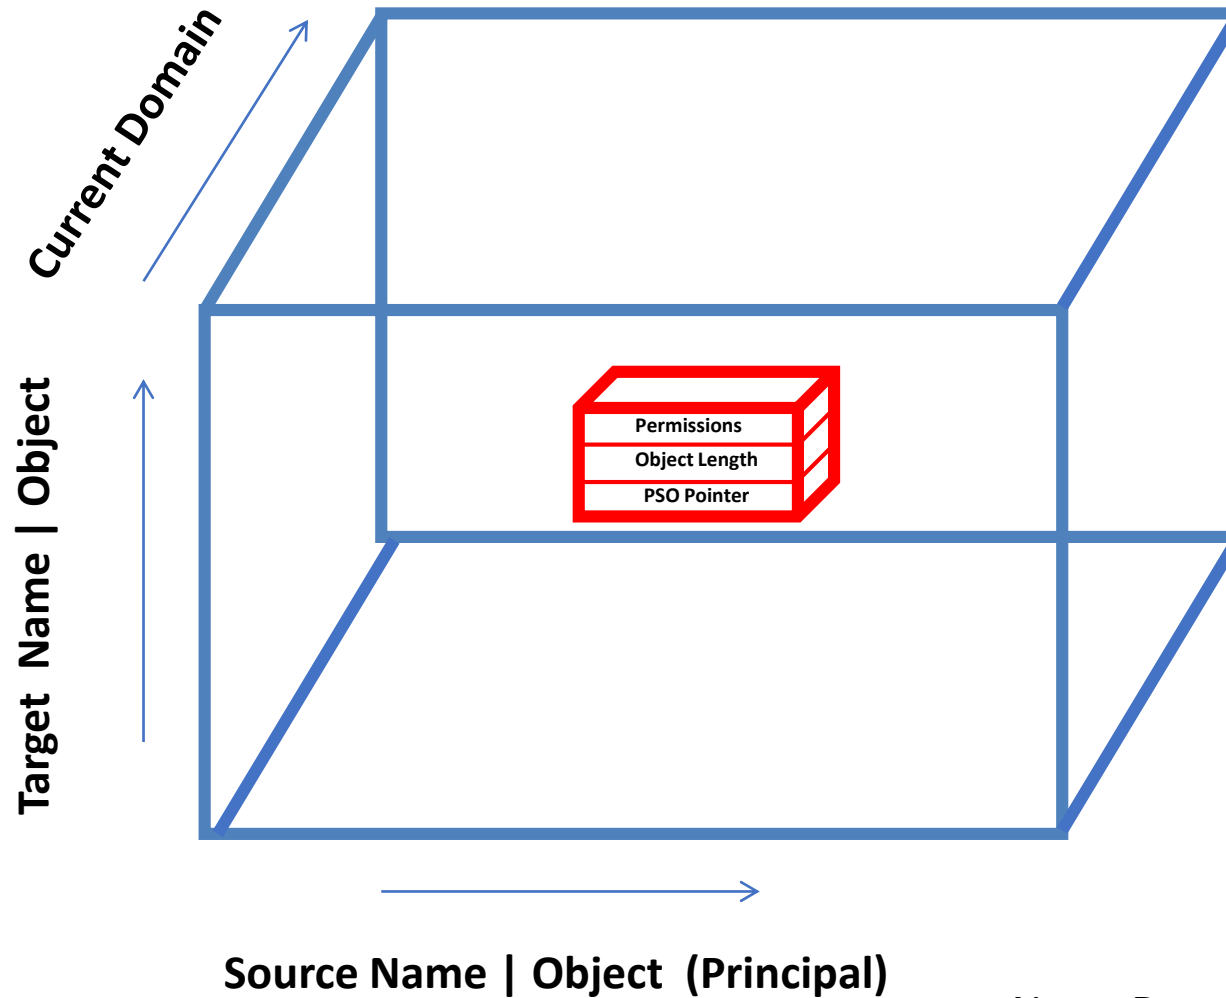 Current Domain
Target Name | Object
Permissions
Object Length
PSO Pointer
Source Name | Object (Principal)